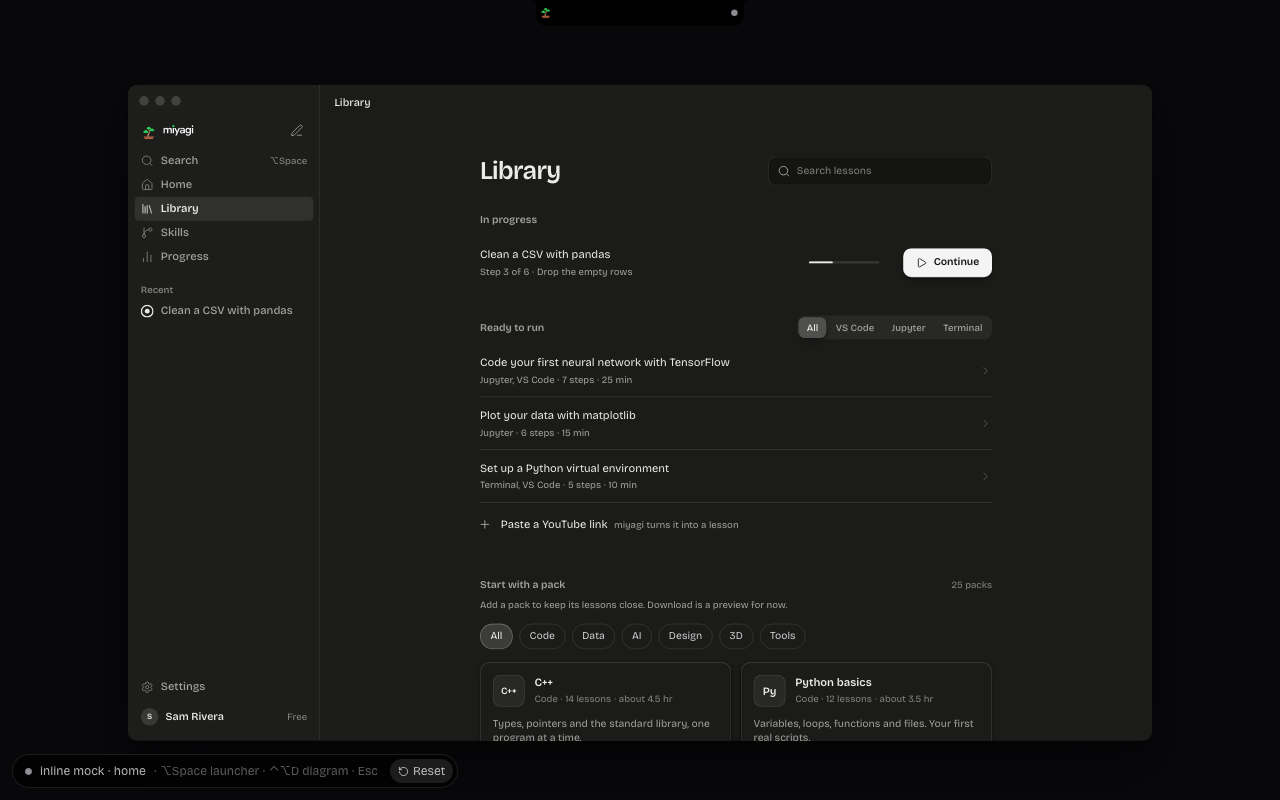 Library
miyagi
Search ⌥Space
Home
Library
Skills
Progress
Recent
Clean a CSV with pandas
Settings
S Sam Rivera Free
Library
Search lessons
In progress
Clean a CSV with pandas
Step 3 of 6 · Drop the empty rows
Continue
Ready to run
All VS Code Jupyter Terminal
Code your first neural network with TensorFlow
Jupyter, VS Code · 7 steps · 25 min
Plot your data with matplotlib
Jupyter · 6 steps · 15 min
Set up a Python virtual environment
Terminal, VS Code · 5 steps · 10 min
Paste a YouTube link miyagi turns it into a lesson
Start with a pack 25 packs
Add a pack to keep its lessons close. Download is a preview for now.
All Code Data AI Design 3D Tools
C++ C++
Code · 14 lessons · about 4.5 hr
Types, pointers and the standard library, one
program at a time.
Py Python basics
Code · 12 lessons · about 3.5 hr
Variables, loops, functions and files. Your first
real scripts.
inline mock · home · ⌥Space launcher · ^⌥D diagram · Esc Reset